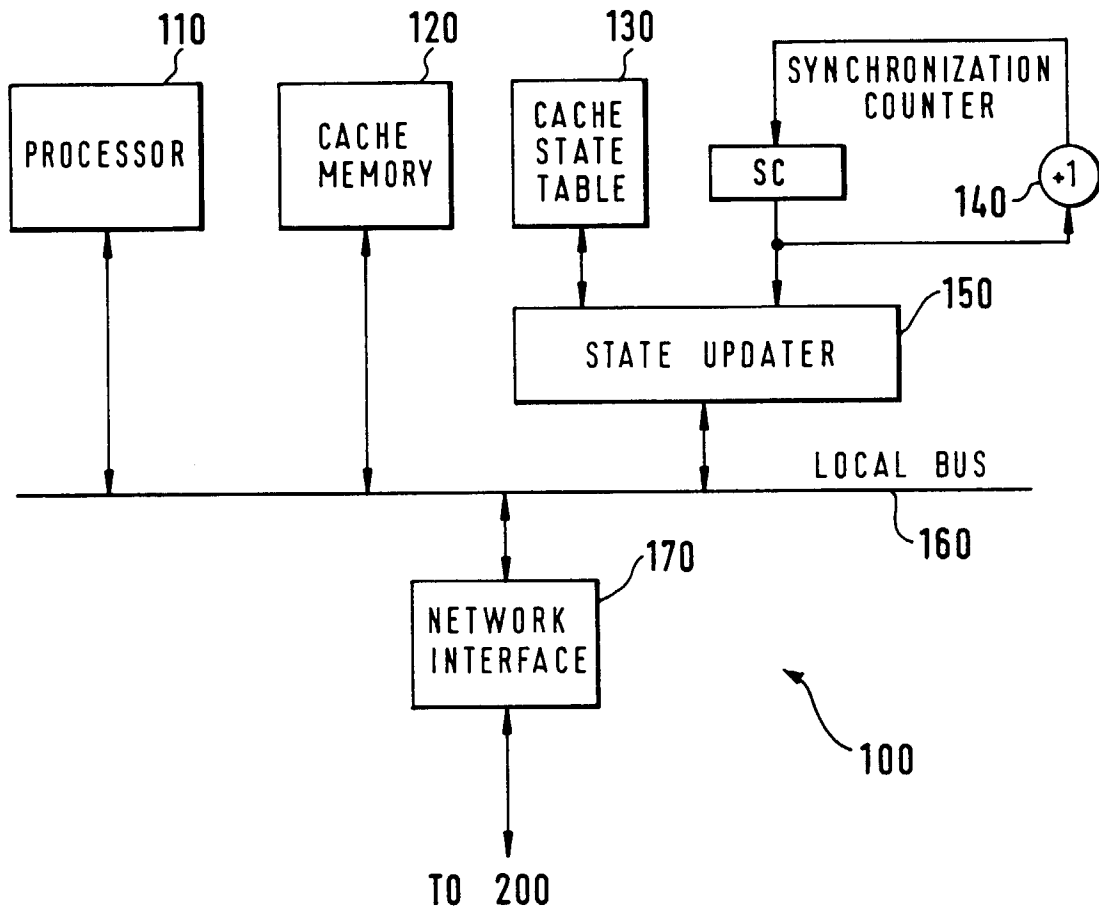 110
120
130
SYNCHRONIZATION
COUNTER
PROCESSOR
CACHE
MEMORY
CACHE
STATE
TABLE
SC
+1
140
150
STATE UPDATER
LOCAL BUS
160
170
NETWORK
INTERFACE
100
TO 200